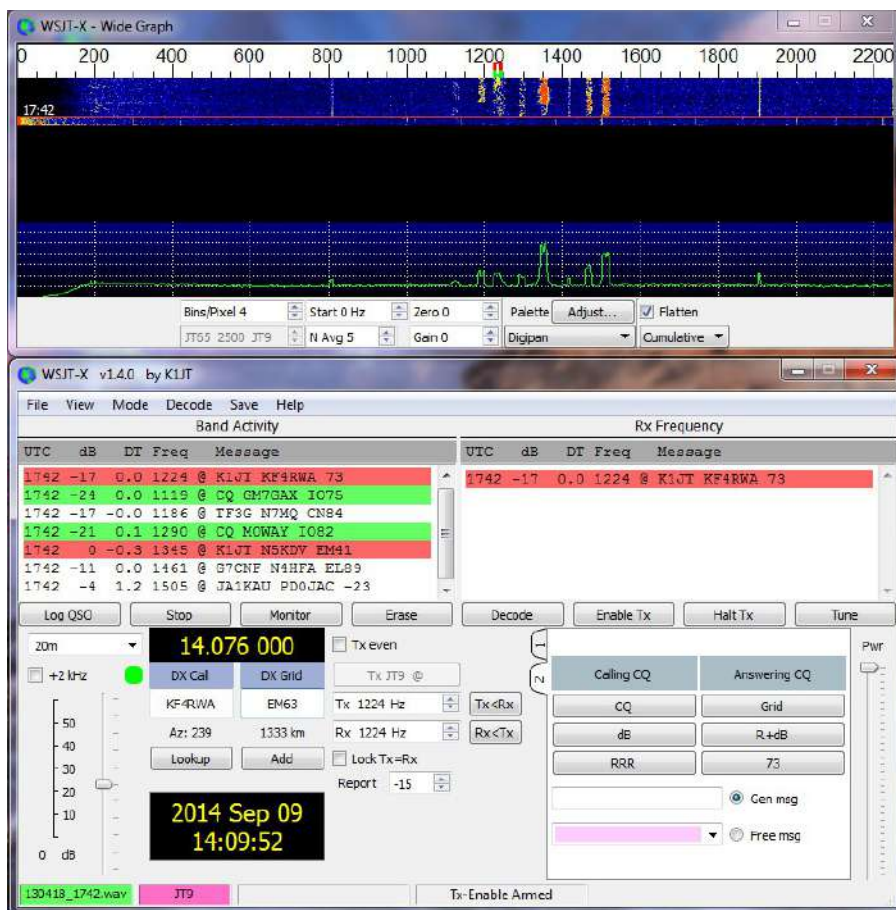 WSJT-X - Wide Graph
0 200 400 600 800 1000 1200 1400 1600 1800 2000 2200
17:42
Bins/Pixel 4 Start 0 Hz Zero 0 Palette Adjust... Flatten
JT65 2500 JT9 N Avg 5 Gain 0 Digipan Cumulative
WSJT-X v1.4.0 by K1JT
File View Mode Decode Save Help
Band Activity Rx Frequency
UTC dB DT Freq Message UTC dB DT Freq Message
1742 -17 0.0 1224 @ K1JT KF4RWA 73 1742 -17 0.0 1224 @ K1JT KF4RWA 73
1742 -24 0.0 1119 @ CQ GM7GAX IO75
1742 -17 -0.0 1186 @ TF3G N7MQ CN84
1742 -21 0.1 1290 @ CQ M0WAY IO82
1742 0 -0.3 1345 @ K1JT N5KDV EM41
1742 -11 0.0 1461 @ G7CNF N4HFA EL89
1742 -4 1.2 1505 @ JA1KAU PD0JAC -23
Log QSO Stop Monitor Erase Decode Enable Tx Halt Tx Tune
20m 14.076 000 Tx even 1 Pwr
+2 kHz DX Call DX Grid Tx JT9 @ 2 Calling CQ Answering CQ
KF4RWA EM63 Tx 1224 Hz Tx<Rx CQ Grid
50 Az: 239 1333 km Rx 1224 Hz Rx<Tx dB R+dB
40 Lookup Add Lock Tx=Rx RRR 73
30 Report -15
20 2014 Sep 09 Gen msg
10 14:09:52 Free msg
0 dB
130418_1742.wav JT9 Tx-Enable Armed